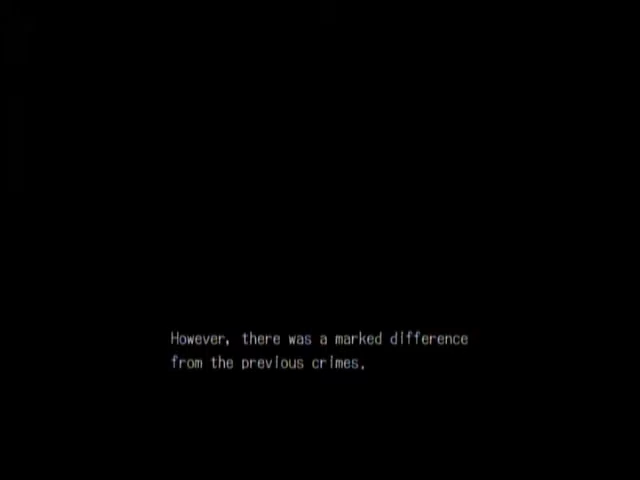 However, there was a marked difference
from the previous crimes.